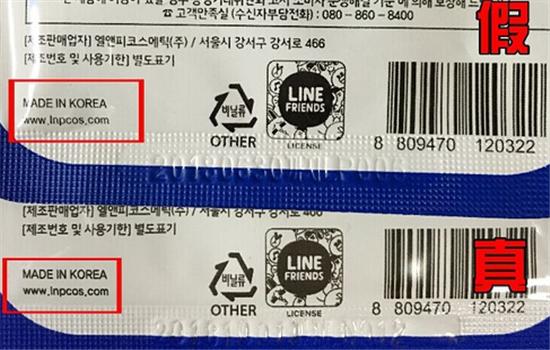 ☎ 고객만족실 (수신자부담전화) : 080 – 860 – 8400
[제조판매업자] 엘앤피코스메틱(주) / 서울시 강서구 강서로 466
[제조번호 및 사용기한] 별도표기
假
MADE IN KOREA
www.lnpcos.com
비닐류
OTHER
LINE
FRIENDS
LICENSE
8 809470 120322
[제조판매업자] 엘앤피코스메틱(주) / 서울시 강서구 강서로
[제조번호 및 사용기한] 별도표기
真
MADE IN KOREA
www.lnpcos.com
비닐류
OTHER
LINE
FRIENDS
LICENSE
8 809470 120322